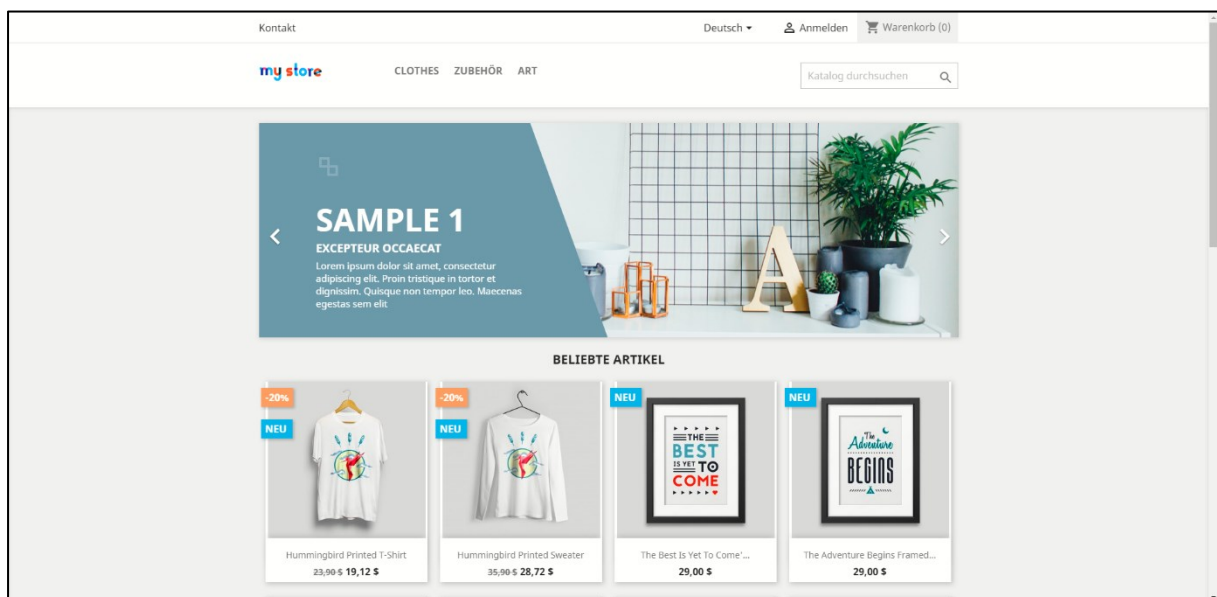 Kontakt
Deutsch
Anmelden
Warenkorb (0)
my store
CLOTHES ZUBEHÖR ART
Katalog durchsuchen
SAMPLE 1
EXCEPTEUR OCCAECAT
Lorem ipsum dolor sit amet, consectetur
adipiscing elit. Proin tristique in tortor et
dignissim. Quisque non tempor leo. Maecenas
egestas sem elit
A
BELIEBTE ARTIKEL
-20%
NEU
Hummingbird Printed T-Shirt
23,90 $ 19,12 $
-20%
NEU
Hummingbird Printed Sweater
35,90 $ 28,72 $
NEU
THE
BEST
IS YET TO
COME
The Best Is Yet To Come'...
29,00 $
NEU
The
Adventure
BEGINS
The Adventure Begins Framed...
29,00 $